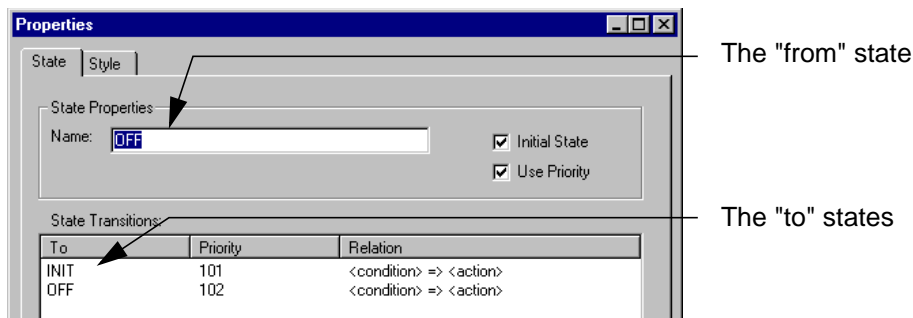 Properties
The "from" state
State Style
State Properties
Name: OFF
Initial State
Use Priority
The "to" states
State Transitions:
To Priority Relation
INIT 101 <condition> => <action>
OFF 102 <condition> => <action>